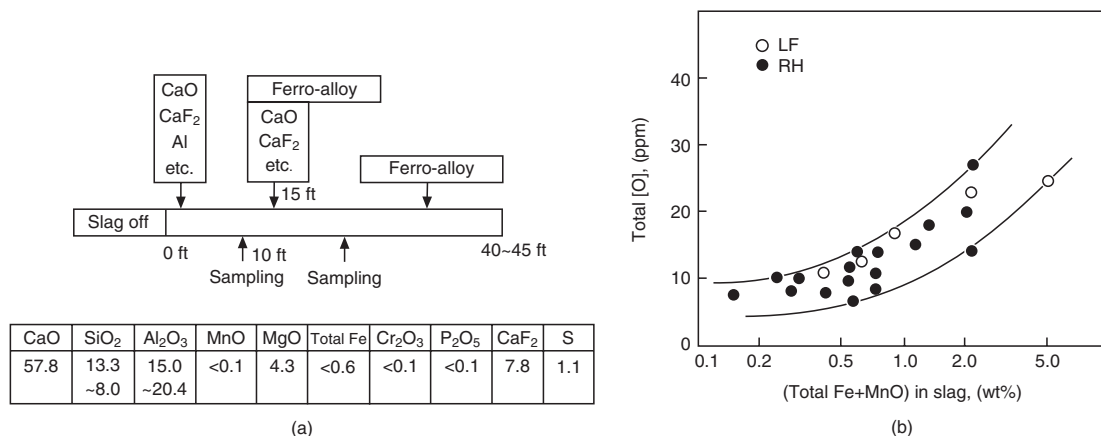 CaO
CaF₂
Al
etc.
Ferro-alloy
CaO
CaF₂
etc.
15 ft
Ferro-alloy
Slag off
0 ft
10 ft
40~45 ft
Sampling
Sampling
CaO SiO₂ Al₂O₃ MnO MgO Total Fe Cr₂O₃ P₂O₅ CaF₂ S
57.8 13.3 15.0 <0.1 4.3 <0.6 <0.1 <0.1 7.8 1.1
~8.0 ~20.4
(a)
LF
RH
Total [O], (ppm)
40
30
20
10
0
0.1 0.2 0.5 1.0 2.0 5.0
(Total Fe+MnO) in slag, (wt%)
(b)